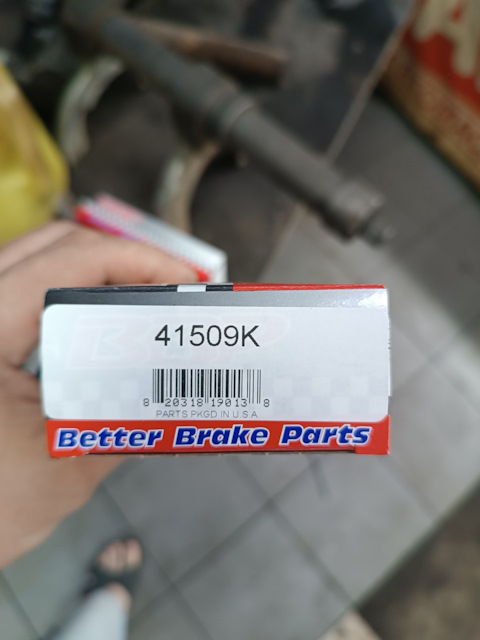 41509K
8 20318 19013 8
PARTS PKGD IN U.S.A.
Better Brake Parts